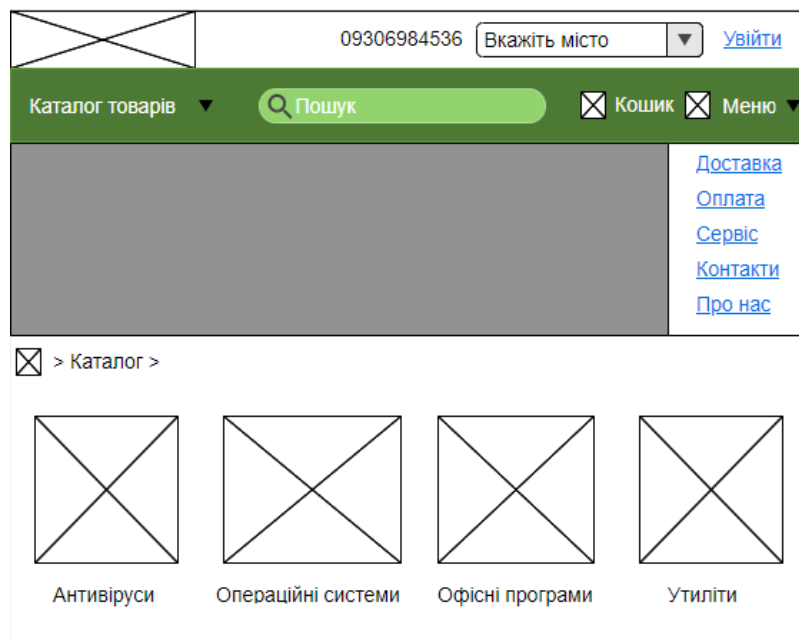 09306984536 Вкажіть місто Увійти
Каталог товарів Пошук Кошик Меню
Доставка
Оплата
Сервіс
Контакти
Про нас
> Каталог >
Антивіруси Операційні системи Офісні програми Утиліти